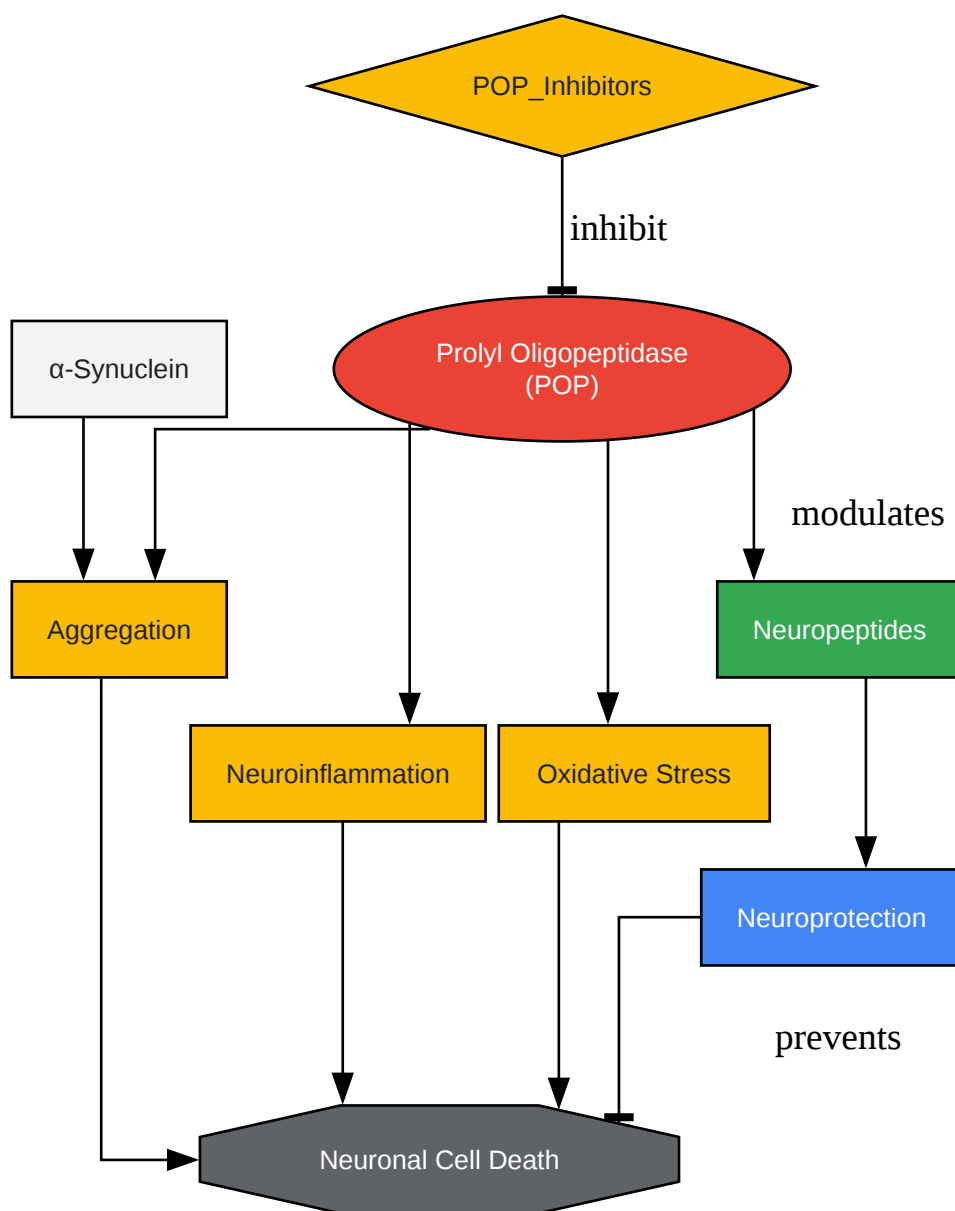 POP_Inhibitors
inhibit
Prolyl Oligopeptidase
(POP)
α-Synuclein
modulates
Aggregation
Neuropeptides
Neuroinflammation
Oxidative Stress
Neuroprotection
prevents
Neuronal Cell Death